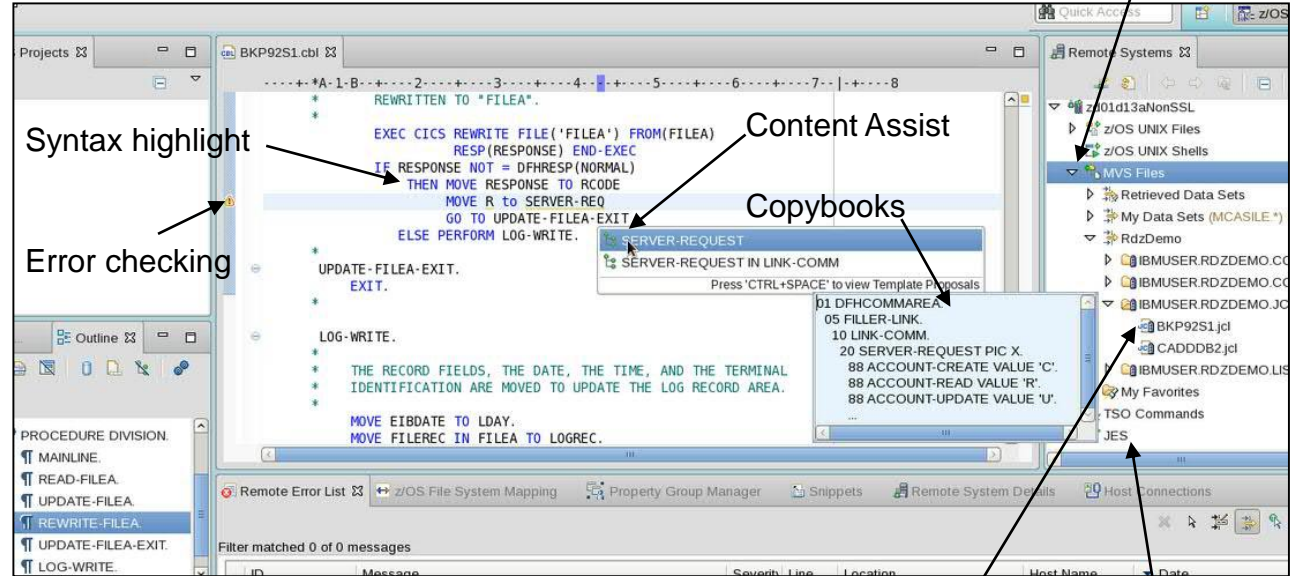 Quick Access
z/OS
Projects
BKP92S1.cbl
Remote Systems
----+-*A-1-B--+----2----+----3----+----4--
-+----5----+----6----+----7--|-+----8
* REWRITTEN TO "FILEA".
*
EXEC CICS REWRITE FILE('FILEA') FROM(FILEA)
RESP(RESPONSE) END-EXEC
IF RESPONSE NOT = DFHRESP(NORMAL)
THEN MOVE RESPONSE TO RCODE
MOVE R to SERVER-REQ
GO TO UPDATE-FILEA-EXIT
ELSE PERFORM LOG-WRITE.
*
UPDATE-FILEA-EXIT.
EXIT.
*
LOG-WRITE.
*
* THE RECORD FIELDS, THE DATE, THE TIME, AND THE TERMINAL
* IDENTIFICATION ARE MOVED TO UPDATE THE LOG RECORD AREA.
*
MOVE EIBDATE TO LDAY.
MOVE FILEREC IN FILEA TO LOGREC.
Syntax highlight
Error checking
Content Assist
Copybooks
SERVER-REQUEST
SERVER-REQUEST IN LINK-COMM
Press 'CTRL+SPACE' to view Template Proposals
01 DFHCOMMAREA.
05 FILLER-LINK.
10 LINK-COMM.
20 SERVER-REQUEST PIC X.
88 ACCOUNT-CREATE VALUE 'C'.
88 ACCOUNT-READ VALUE 'R'.
88 ACCOUNT-UPDATE VALUE 'U'.
...
zd01d13aNonSSL
z/OS UNIX Files
z/OS UNIX Shells
MVS Files
Retrieved Data Sets
My Data Sets (MCASILE.*)
RdzDemo
IBMUSER.RDZDEMO.CO
IBMUSER.RDZDEMO.CO
IBMUSER.RDZDEMO.JC
BKP92S1.jcl
CADDDB2.jcl
IBMUSER.RDZDEMO.LIS
My Favorites
TSO Commands
JES
Outline
PROCEDURE DIVISION.
MAINLINE.
READ-FILEA.
UPDATE-FILEA.
REWRITE-FILEA.
UPDATE-FILEA-EXIT.
LOG-WRITE.
Remote Error List
z/OS File System Mapping
Property Group Manager
Snippets
Remote System Details
Host Connections
Filter matched 0 of 0 messages
ID
Message
Severity
Line
Location
Host Name
Date